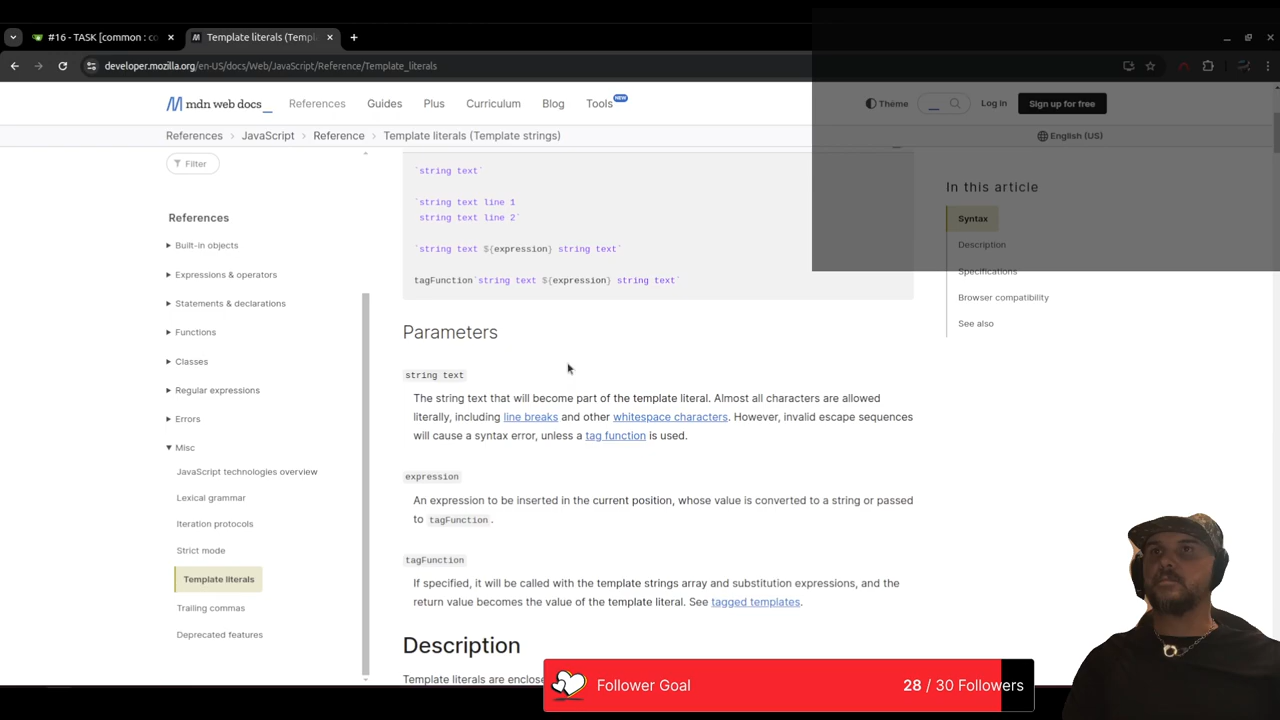 #16 - TASK [common : co
Template literals (Templ
developer.mozilla.org/en-US/docs/Web/JavaScript/Reference/Template_literals
mdn web docs_
References
Guides
Plus
Curriculum
Blog
Tools
NEW
Theme
Log in
Sign up for free
References > JavaScript > Reference > Template literals (Template strings)
English (US)
Filter
References
Built-in objects
Expressions & operators
Statements & declarations
Functions
Classes
Regular expressions
Errors
Misc
JavaScript technologies overview
Lexical grammar
Iteration protocols
Strict mode
Template literals
Trailing commas
Deprecated features
`string text`
`string text line 1
string text line 2`
`string text ${expression} string text`
tagFunction`string text ${expression} string text`
Parameters
string text
The string text that will become part of the template literal. Almost all characters are allowed
literally, including line breaks and other whitespace characters. However, invalid escape sequences
will cause a syntax error, unless a tag function is used.
expression
An expression to be inserted in the current position, whose value is converted to a string or passed
to tagFunction.
tagFunction
If specified, it will be called with the template strings array and substitution expressions, and the
return value becomes the value of the template literal. See tagged templates.
Description
Template literals are enclose
In this article
Syntax
Description
Specifications
Browser compatibility
See also
Follower Goal
28 / 30 Followers